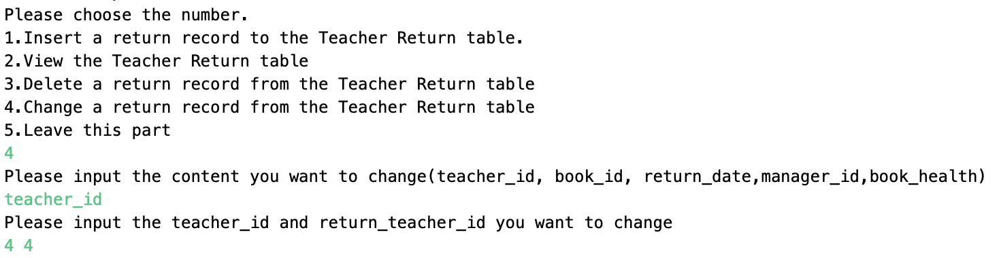 Please choose the number.
1.Insert a return record to the Teacher Return table.
2.View the Teacher Return table
3.Delete a return record from the Teacher Return table
4.Change a return record from the Teacher Return table
5.Leave this part
4
Please input the content you want to change(teacher_id, book_id, return_date,manager_id,book_health)
teacher_id
Please input the teacher_id and return_teacher_id you want to change
4 4